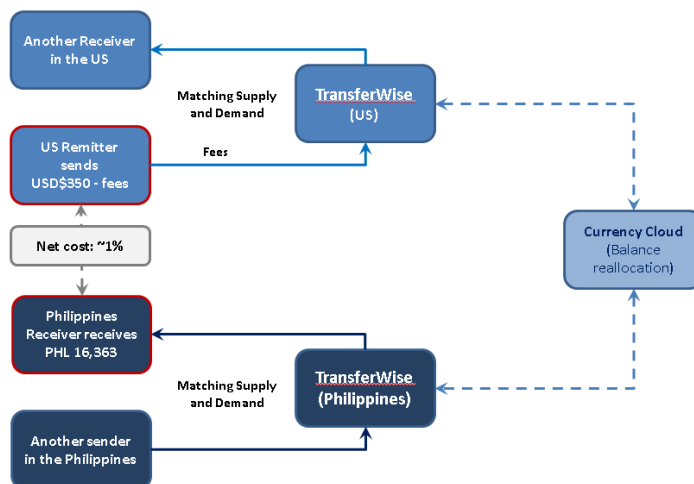 Another Receiver
in the US
TransferWise
(US)
Matching Supply
and Demand
US Remitter
sends
USD$350 - fees
Fees
Net cost: ~1%
Currency Cloud
(Balance
reallocation)
Philippines
Receiver receives
PHL 16,363
TransferWise
(Philippines)
Matching Supply
and Demand
Another sender
in the Philippines